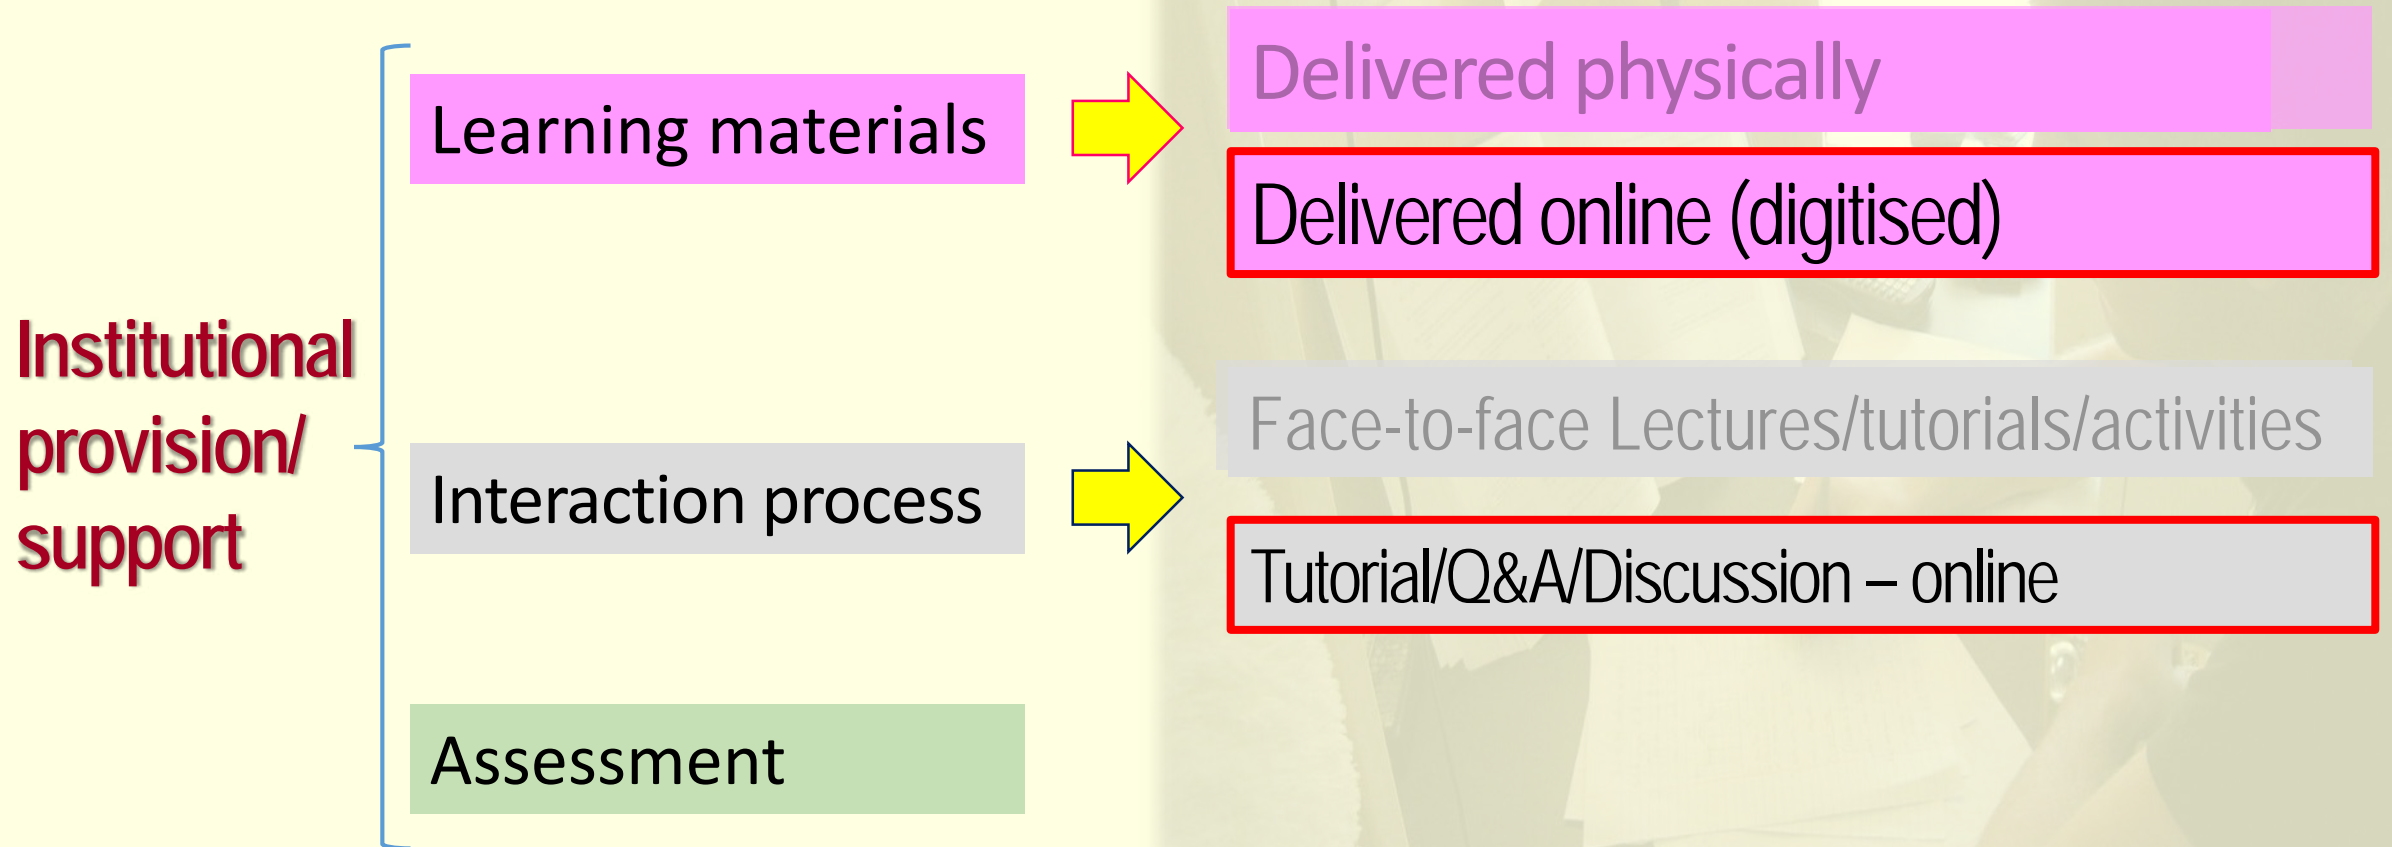 Institutional
provision/
support
Learning materials
Delivered physically
Delivered online (digitised)
Interaction process
Face-to-face Lectures/tutorials/activities
Tutorial/Q&A/Discussion – online
Assessment